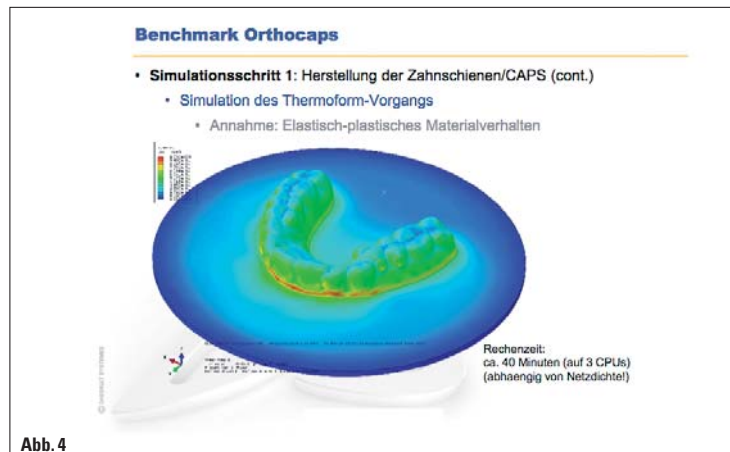 Benchmark Orthocaps
• Simulationsschritt 1: Herstellung der Zahnschienen/CAPS (cont.)
• Simulation des Thermoform-Vorgangs
• Annahme: Elastisch-plastisches Materialverhalten
Rechenzeit:
ca. 40 Minuten (auf 3 CPUs)
(abhaengig von Netzdichte!)
Abb. 4